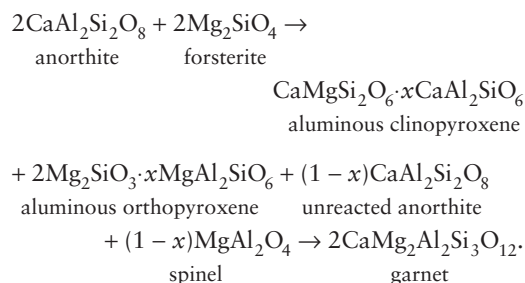 2CaAl₂Si₂O₈ + 2Mg₂SiO₄ →
anorthite forsterite
CaMgSi₂O₆·xCaAl₂SiO₆
aluminous clinopyroxene
+ 2Mg₂SiO₃·xMgAl₂SiO₆ + (1 − x)CaAl₂Si₂O₈
aluminous orthopyroxene unreacted anorthite
+ (1 − x)MgAl₂O₄ → 2CaMg₂Al₂Si₃O₁₂.
spinel garnet